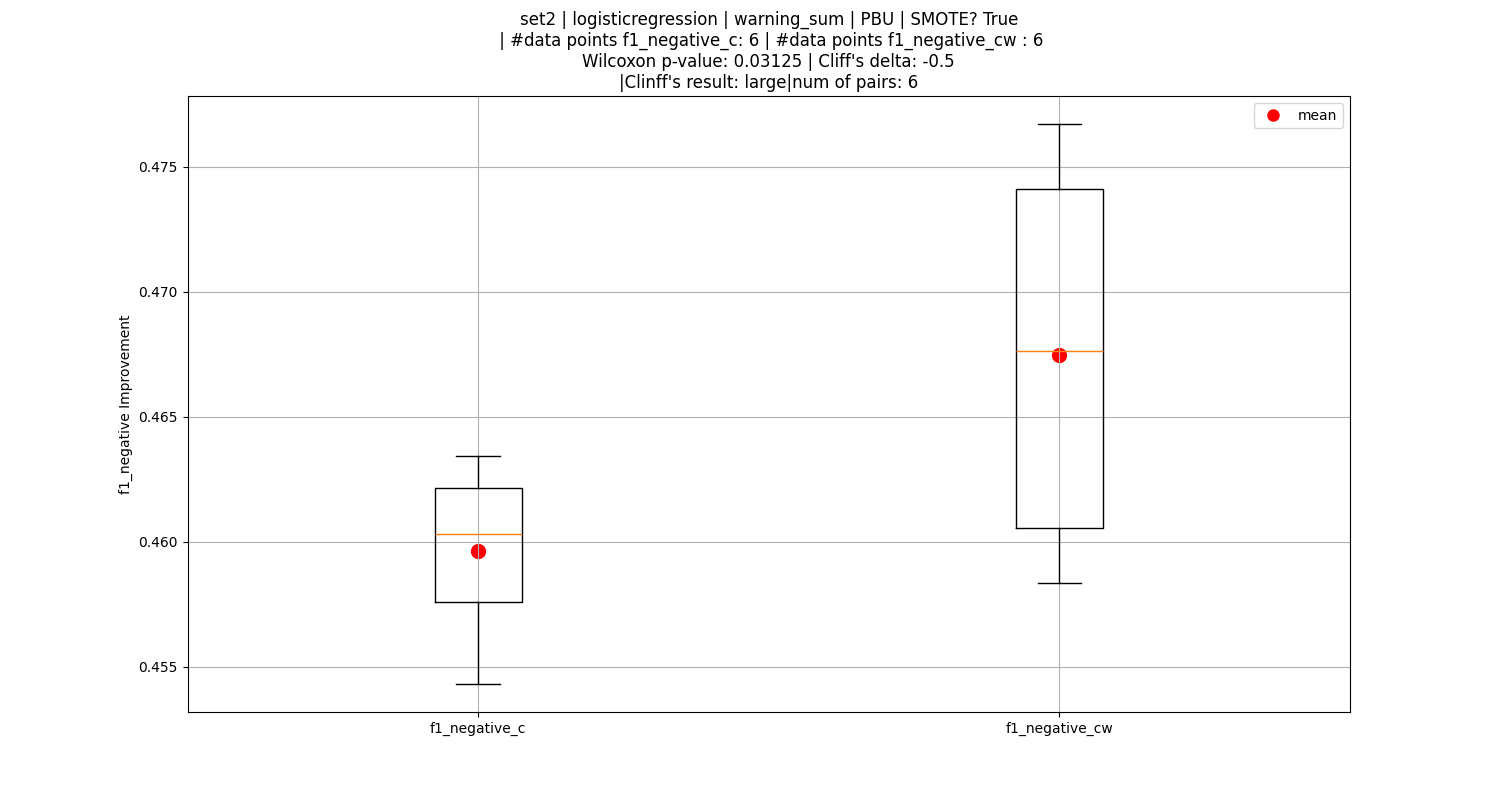 set2 | logisticregression | warning_sum | PBU | SMOTE? True
| #data points f1_negative_c: 6 | #data points f1_negative_cw : 6
Wilcoxon p-value: 0.03125 | Cliff's delta: -0.5
|Clinff's result: large|num of pairs: 6
mean
0.475
0.470
0.465
0.460
0.455
f1_negative Improvement
f1_negative_c
f1_negative_cw